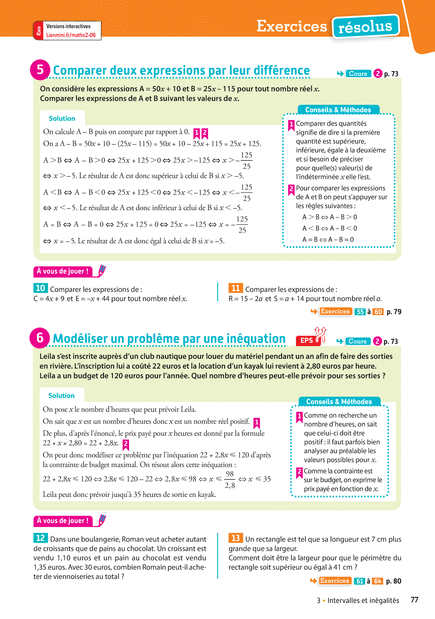 Versions interactives
Lienmini.fr/maths2-06
Exercices résolus
5 Comparer deux expressions par leur différence
Cours 2 p. 73
On considère les expressions A = 50x + 10 et B = 25x – 115 pour tout nombre réel x.
Comparer les expressions de A et B suivant les valeurs de x.
Solution
On calcule A – B puis on compare par rapport à 0. 1 2
On a A – B = 50x + 10 – (25x – 115) = 50x + 10 – 25x + 115 = 25x + 125.
A > B ⇔ A – B > 0 ⇔ 25x + 125 > 0 ⇔ 25x > –125 ⇔ x > –125/25
⇔ x > –5. Le résultat de A est donc supérieur à celui de B si x > –5.
A < B ⇔ A – B < 0 ⇔ 25x + 125 < 0 ⇔ 25x < –125 ⇔ x < –125/25
⇔ x < –5. Le résultat de A est donc inférieur à celui de B si x < –5.
A = B ⇔ A – B = 0 ⇔ 25x + 125 = 0 ⇔ 25x = –125 ⇔ x = –125/25
⇔ x = –5. Le résultat de A est donc égal à celui de B si x = –5.
Conseils & Méthodes
1 Comparer des quantités
signifie de dire si la première
quantité est supérieure,
inférieure, égale à la deuxième
et si besoin de préciser
pour quelle(s) valeur(s) de
l'indéterminée x elle l'est.
2 Pour comparer les expressions
de A et B on peut s'appuyer sur
les règles suivantes :
A > B ⇔ A – B > 0
A < B ⇔ A – B < 0
A = B ⇔ A – B = 0
À vous de jouer !
10 Comparer les expressions de :
C = 4x + 9 et E = –x + 44 pour tout nombre réel x.
11 Comparer les expressions de :
R = 15 – 2a et S = a + 14 pour tout nombre réel a.
Exercices 55 à 60 p. 79
6 Modéliser un problème par une inéquation
EPS
Cours 2 p. 73
Leila s'est inscrite auprès d'un club nautique pour louer du matériel pendant un an afin de faire des sorties
en rivière. L'inscription lui a coûté 22 euros et la location d'un kayak lui revient à 2,80 euros par heure.
Leila a un budget de 120 euros pour l'année. Quel nombre d'heures peut-elle prévoir pour ses sorties ?
Solution
On pose x le nombre d'heures que peut prévoir Leila.
On sait que x est un nombre d'heures donc x est un nombre réel positif. 1
De plus, d'après l'énoncé, le prix payé pour x heures est donné par la formule
22 + x × 2,80 = 22 + 2,8x. 2
On peut donc modéliser ce problème par l'inéquation 22 + 2,8x ⩽ 120 d'après
la contrainte de budget maximal. On résout alors cette inéquation :
22 + 2,8x ⩽ 120 ⇔ 2,8x ⩽ 120 – 22 ⇔ 2,8x ⩽ 98 ⇔ x ⩽ 98/2,8 ⇔ x ⩽ 35
Leila peut donc prévoir jusqu'à 35 heures de sortie en kayak.
Conseils & Méthodes
1 Comme on recherche un
nombre d'heures, on sait
que celui-ci doit être
positif : il faut parfois bien
analyser au préalable les
valeurs possibles pour x.
2 Comme la contrainte est
sur le budget, on exprime le
prix payé en fonction de x.
À vous de jouer !
12 Dans une boulangerie, Roman veut acheter autant
de croissants que de pains au chocolat. Un croissant est
vendu 1,10 euros et un pain au chocolat est vendu
1,35 euros. Avec 30 euros, combien Romain peut-il ache-
ter de viennoiseries au total ?
13 Un rectangle est tel que sa longueur est 7 cm plus
grande que sa largeur.
Comment doit être la largeur pour que le périmètre du
rectangle soit supérieur ou égal à 41 cm ?
Exercices 61 à 64 p. 80
3 • Intervalles et inégalités 77